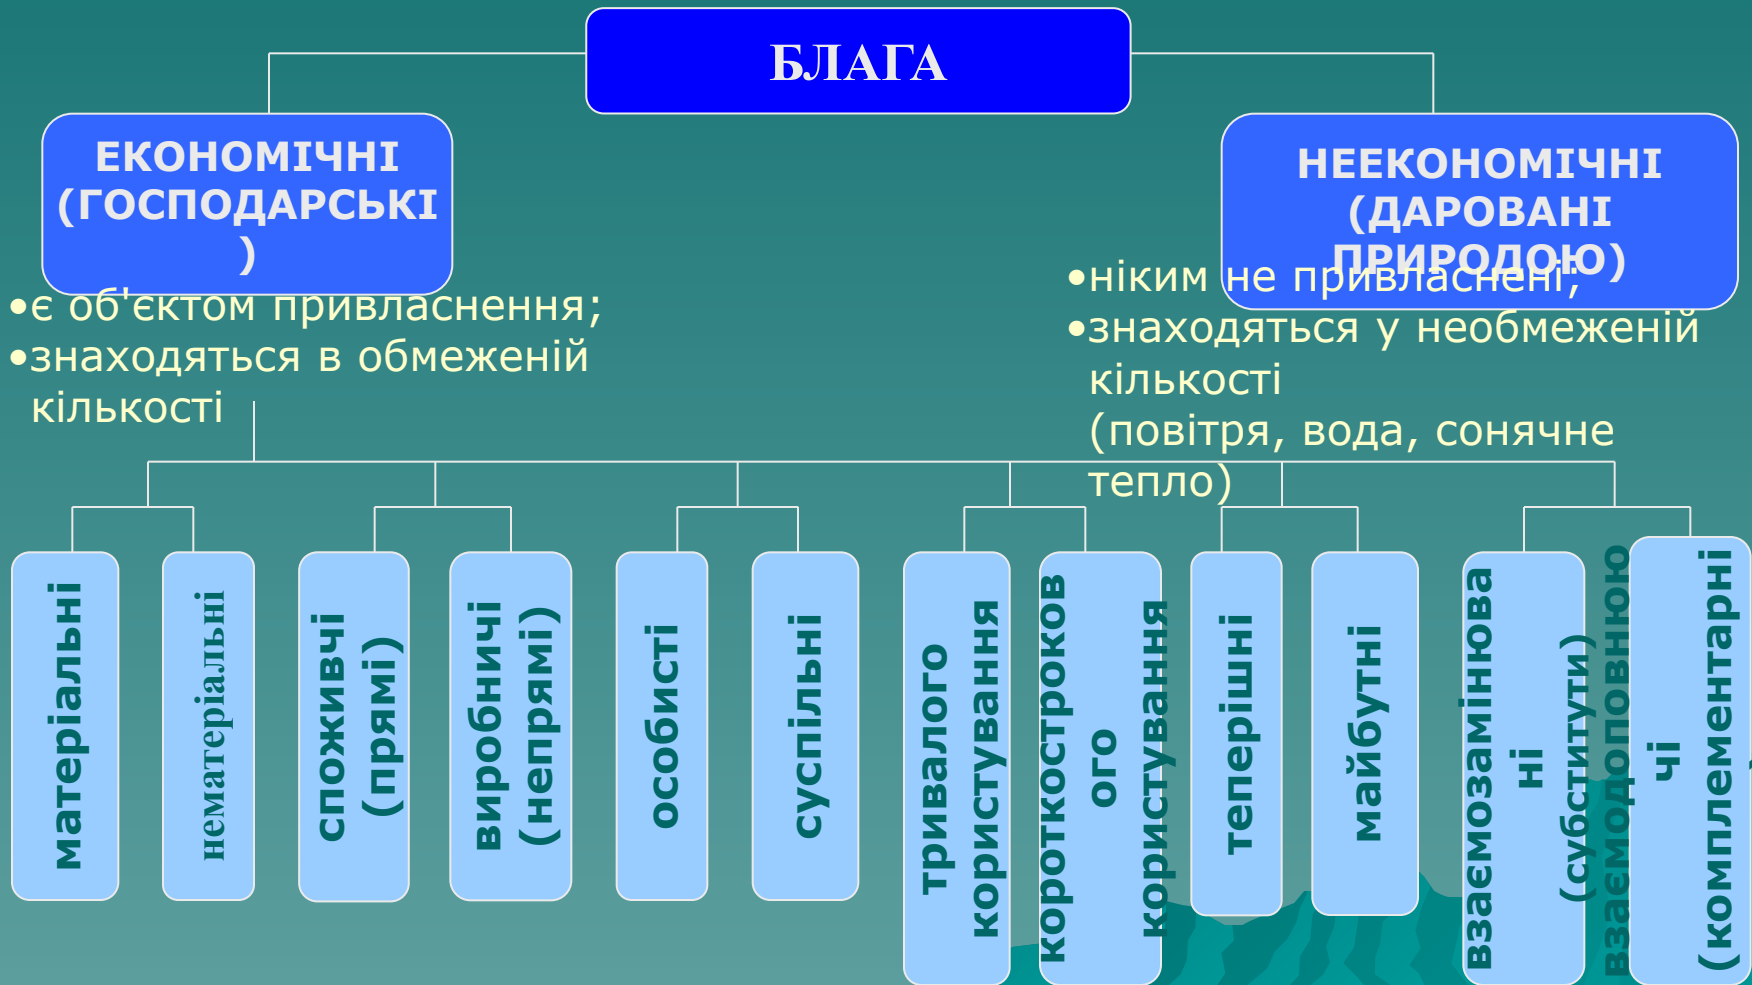 БЛАГА
ЕКОНОМІЧНІ
(ГОСПОДАРСЬКІ
)
НЕЕКОНОМІЧНІ
(ДАРОВАНІ
ПРИРОДОЮ)
•є об'єктом привласнення;
•знаходяться в обмеженій
кількості
•ніким не привласнені;
•знаходяться у необмеженій
кількості
(повітря, вода, сонячне
тепло)
матеріальні
нематеріальні
споживчі
(прямі)
виробничі
(непрямі)
особисті
суспільні
тривалого
користування
короткостроков
ого
користування
теперішні
майбутні
взаємозамінюва
ні
(субститути)
взаємодоповнюю
чі
(комплементарні
)